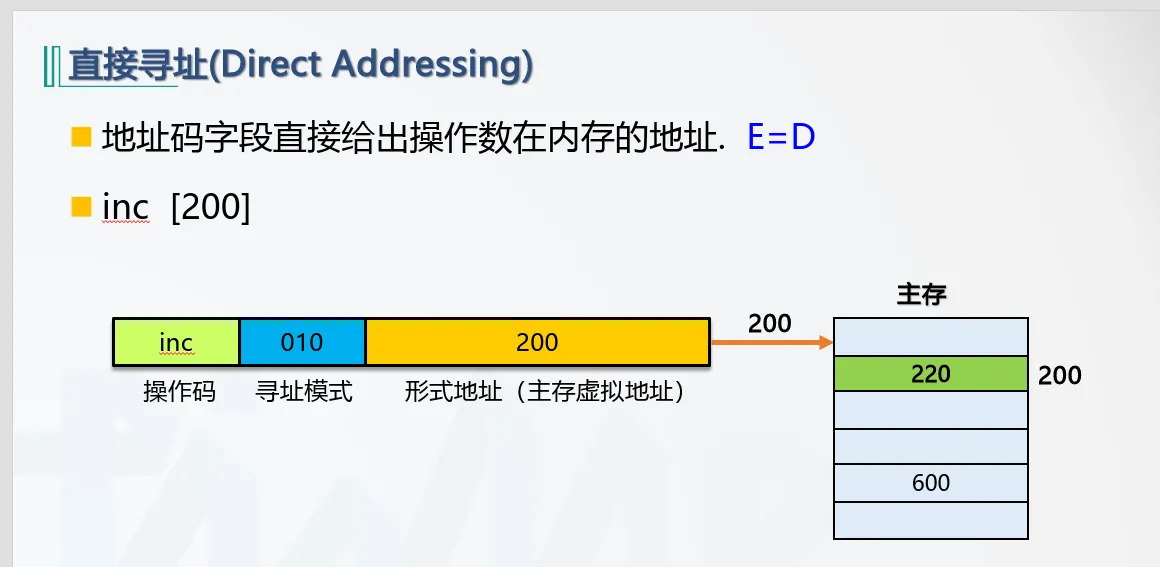 直接寻址(Direct Addressing)
地址码字段直接给出操作数在内存的地址. E=D
inc [200]
主存
inc 010 200
200
操作码 寻址模式 形式地址（主存虚拟地址）
220
200
600